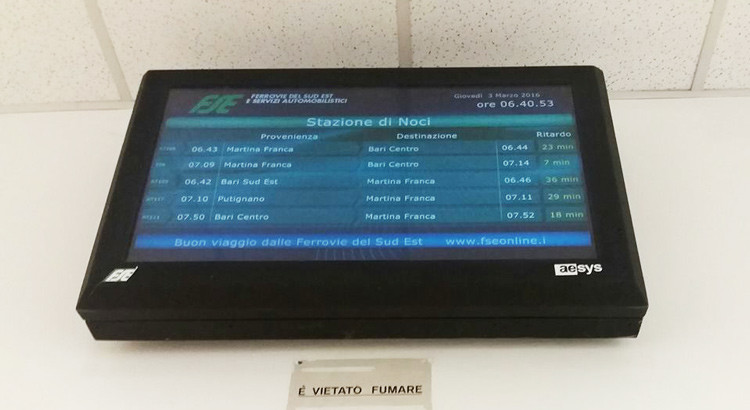 FSE FERROVIE DEL SUD EST
E SERVIZI AUTOMOBILISTICI
Giovedì 3 Marzo 2016
ore 06.40.53
Stazione di Noci
Provenienza Destinazione Ritardo
06.43 Martina Franca Bari Centro 06.44 23 min
07.09 Martina Franca Bari Centro 07.14 7 min
06.42 Bari Sud Est Martina Franca 06.46 36 min
07.10 Putignano Martina Franca 07.11 29 min
07.50 Bari Centro Martina Franca 07.52 18 min
Buon viaggio dalle Ferrovie del Sud Est www.fseonline.i
FSE aesys
É VIETATO FUMARE